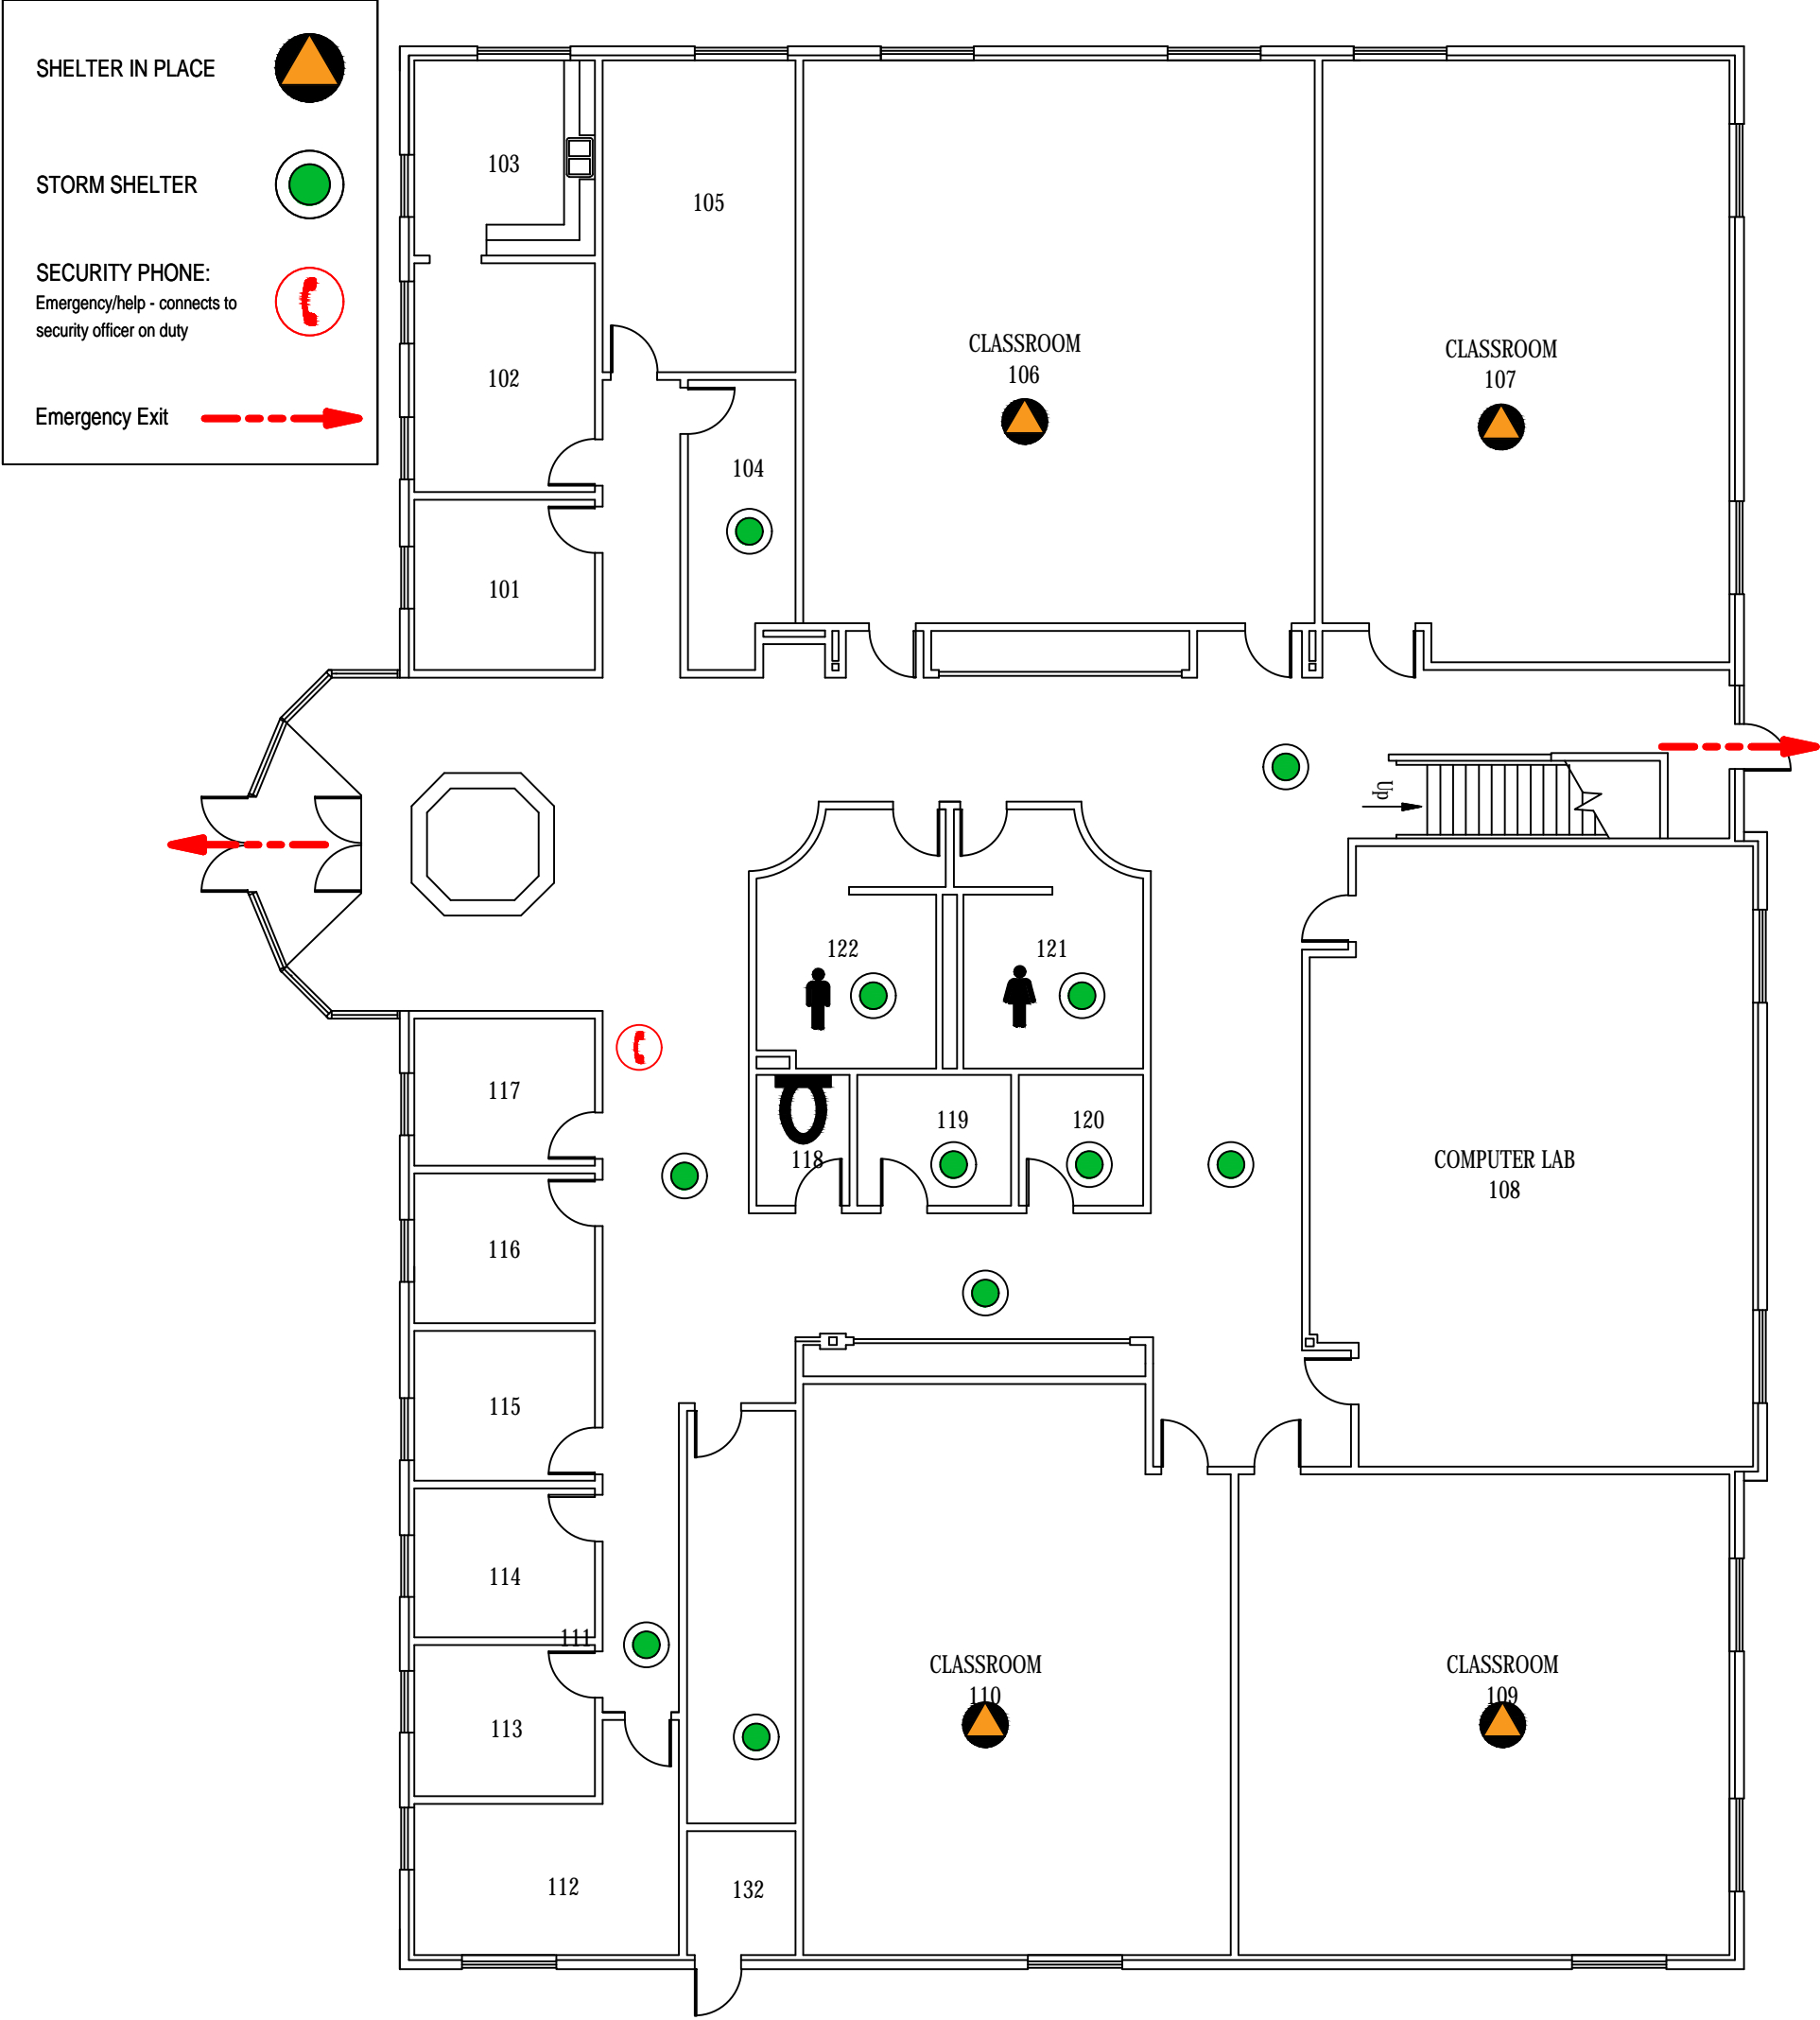 SHELTER IN PLACE
STORM SHELTER
SECURITY PHONE:
Emergency/help - connects to
security officer on duty
Emergency Exit
103
105
CLASSROOM
106
CLASSROOM
107
102
104
101
Up
122
121
117
119
120
118
COMPUTER LAB
108
116
115
114
111
113
CLASSROOM
110
CLASSROOM
109
112
132